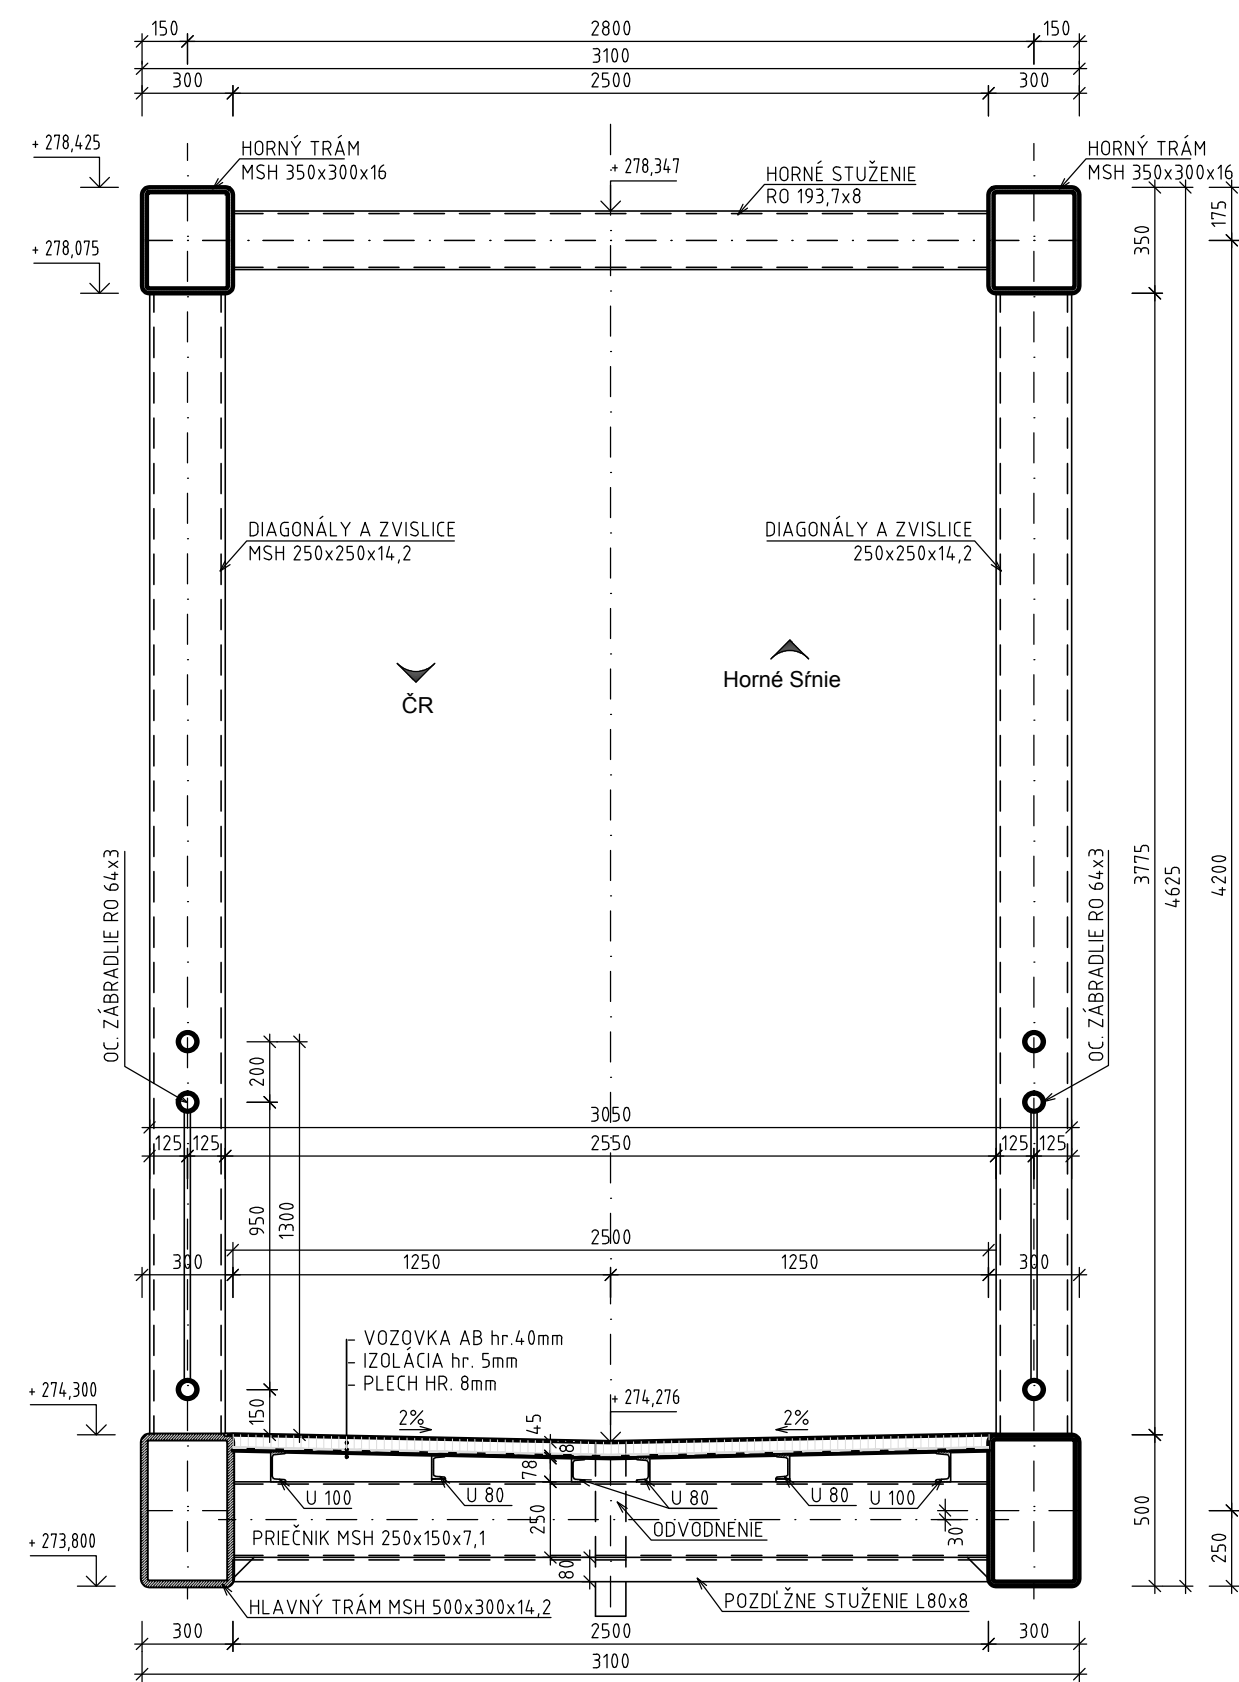 150
2800
150
3100
300
2500
300
+ 278,425
HORNÝ TRÁM
MSH 350x300x16
+ 278,347
HORNÉ STUŽENIE
RO 193,7x8
HORNÝ TRÁM
MSH 350x300x16
+ 278,075
350
175
DIAGONÁLY A ZVISLICE
MSH 250x250x14,2
DIAGONÁLY A ZVISLICE
250x250x14,2
ČR
Horné Sŕnie
OC. ZÁBRADLIE RO 64x3
OC. ZÁBRADLIE RO 64x3
3775
4625
4200
200
3050
125
125
2550
125
125
950
1300
2500
300
1250
1250
300
VOZOVKA AB hr.40mm
- IZOLÁCIA hr. 5mm
- PLECH HR. 8mm
+ 274,300
150
2%
45
+ 274,276
2%
8
78
U 100
U 80
U 80
U 80
U 100
250
ODVODNENIE
30
500
250
PRIEČNIK MSH 250x150x7,1
+ 273,800
80
HLAVNÝ TRÁM MSH 500x300x14,2
POZDĹŽNE STUŽENIE L80x8
300
2500
300
3100